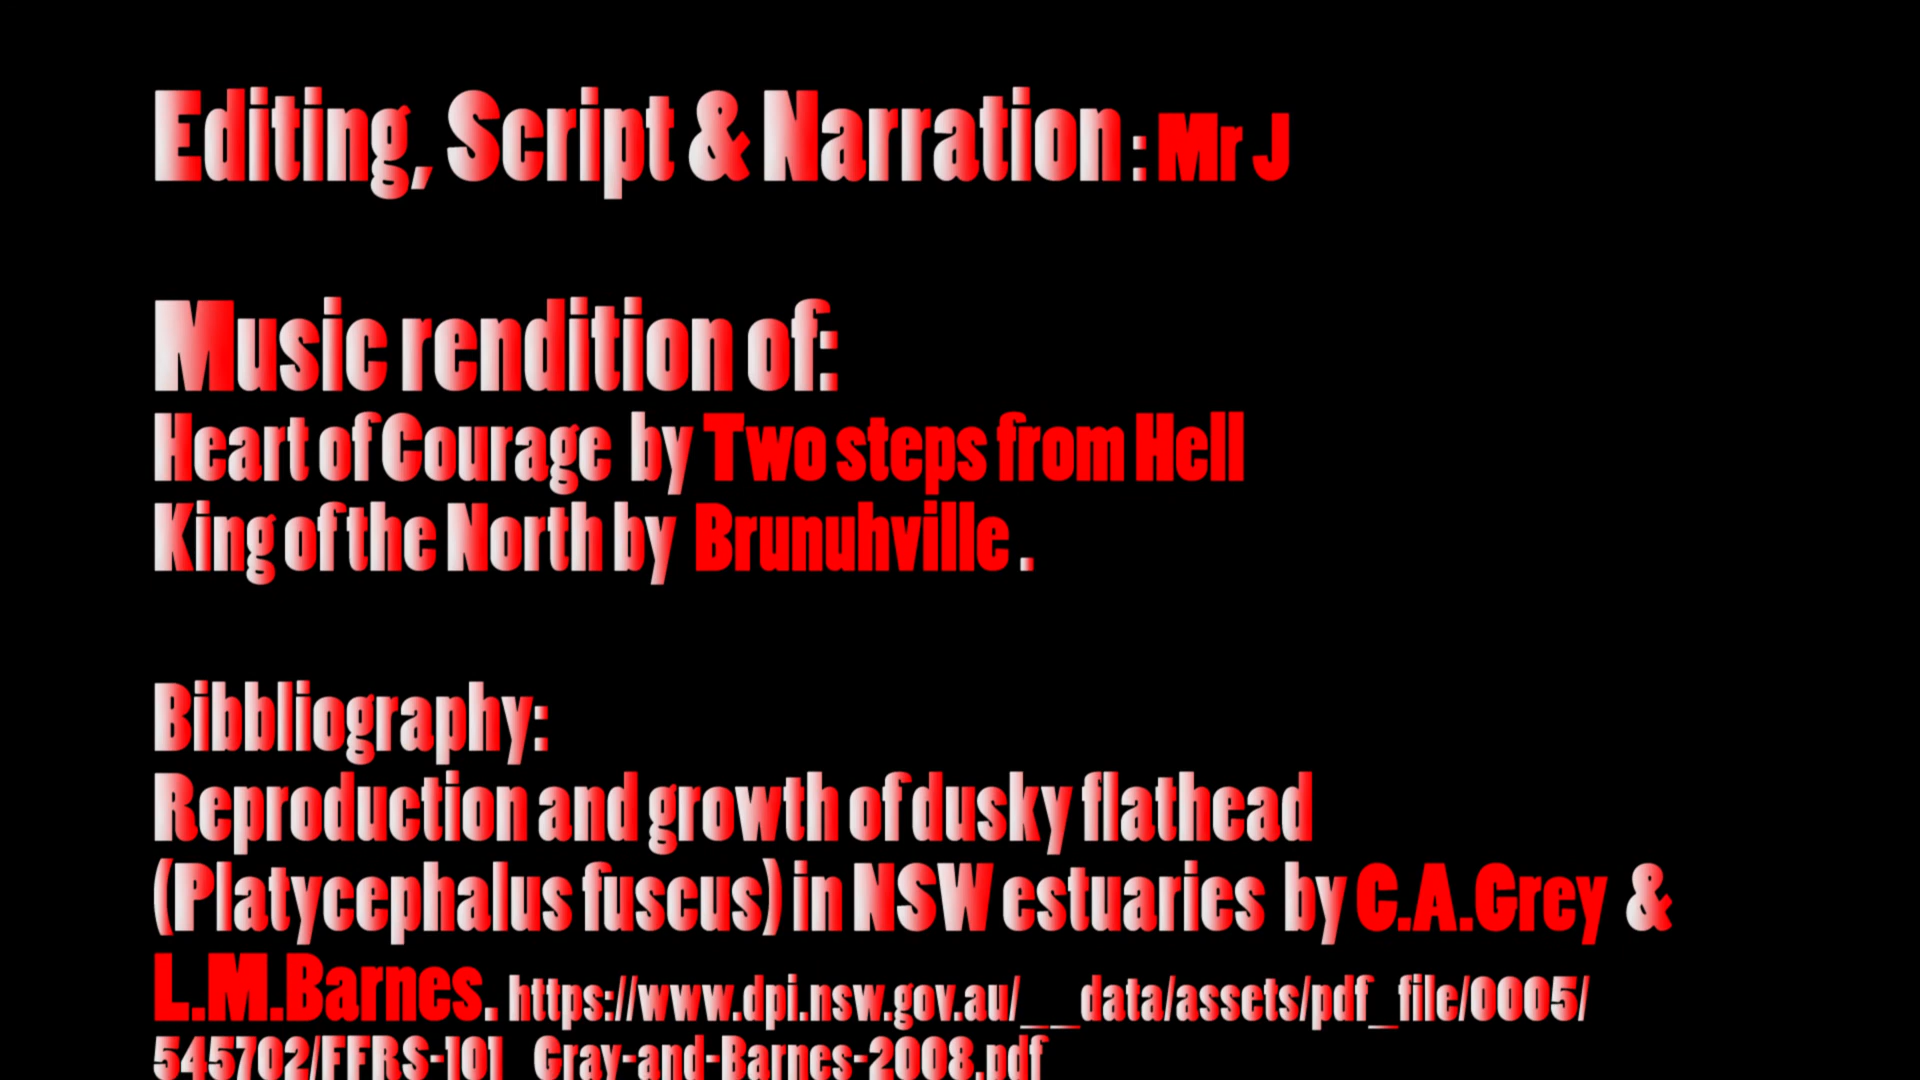 Editing, Script & Narration : Mr J
Music rendition of:
Heart of Courage by Two steps from Hell
King of the North by Brunuhville .
Bibbliography:
Reproduction and growth of dusky flathead
(Platycephalus fuscus) in NSW estuaries by C.A.Grey &
L.M.Barnes. https://www.dpi.nsw.gov.au/__data/assets/pdf_file/0005/
545702/FFRS-101_Gray-and-Barnes-2008.pdf